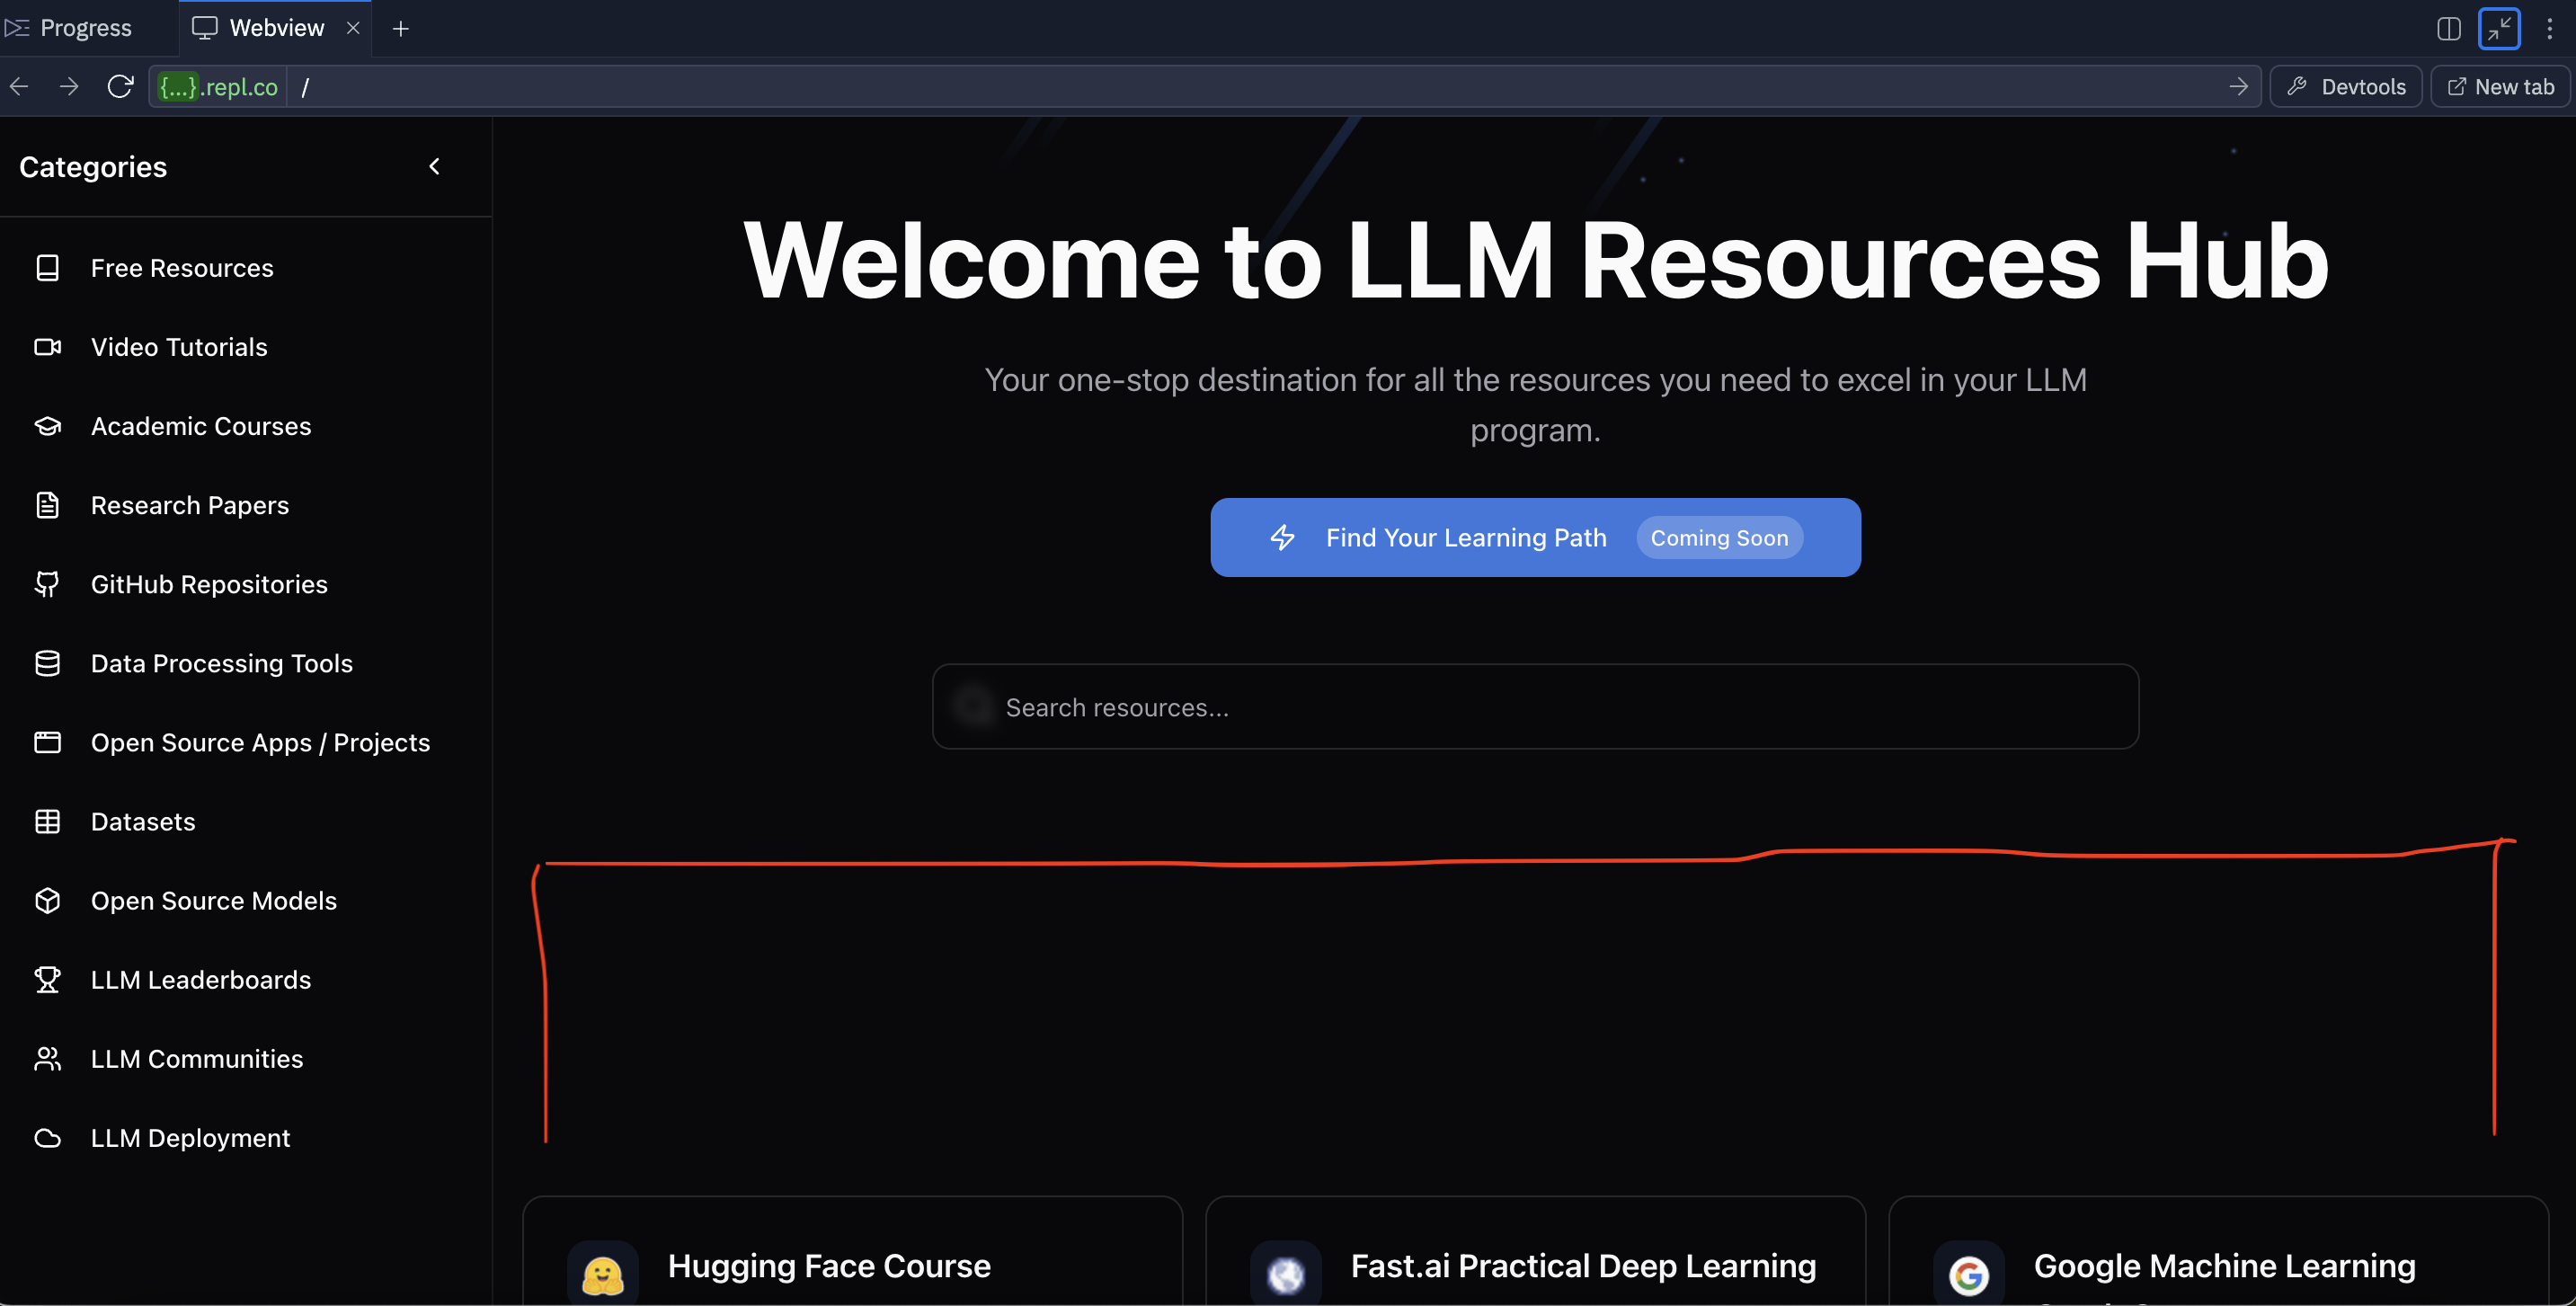 Progress
Webview
{...}.repl.co /
Devtools
New tab
Categories
Free Resources
Video Tutorials
Academic Courses
Research Papers
GitHub Repositories
Data Processing Tools
Open Source Apps / Projects
Datasets
Open Source Models
LLM Leaderboards
LLM Communities
LLM Deployment
Welcome to LLM Resources Hub
Your one-stop destination for all the resources you need to excel in your LLM
program.
Find Your Learning Path
Coming Soon
Search resources...
Hugging Face Course
Fast.ai Practical Deep Learning
Google Machine Learning